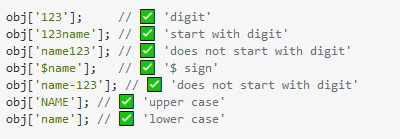 obj['123'];     // ✅ 'digit'
obj['123name']; // ✅ 'start with digit'
obj['name123']; // ✅ 'does not start with digit'
obj['$name'];   // ✅ '$ sign'
obj['name-123']; // ✅ 'does not start with digit'
obj['NAME']; // ✅ 'upper case'
obj['name']; // ✅ 'lower case'